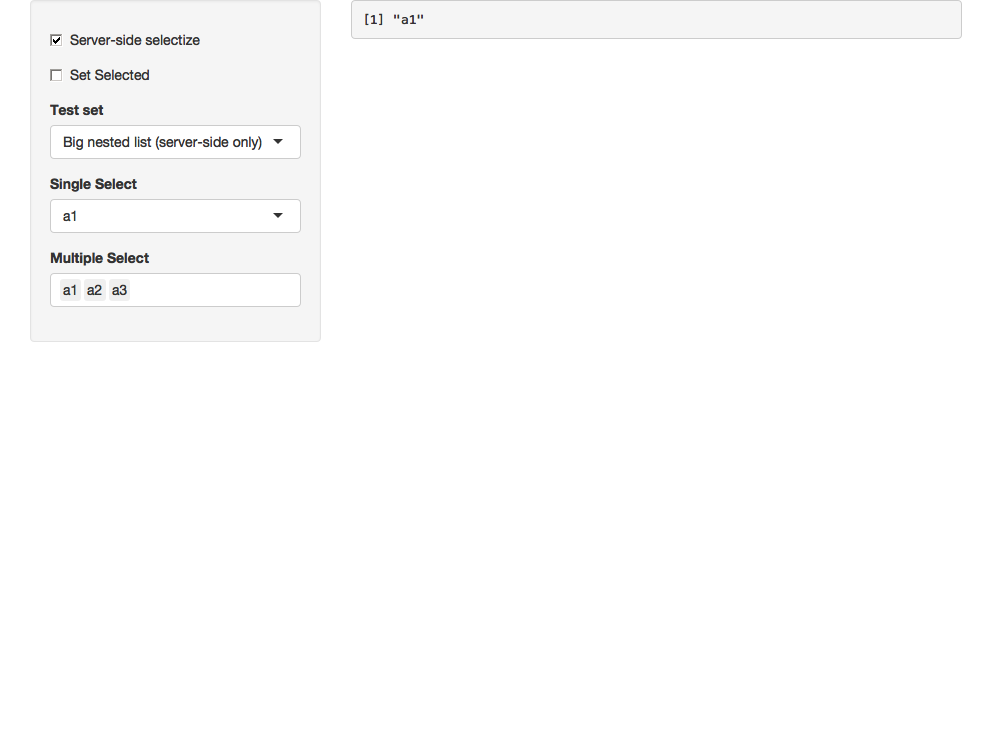 Server-side selectize
Set Selected
Test set
Big nested list (server-side only)
Single Select
a1
Multiple Select
a1 a2 a3
[1] "a1"